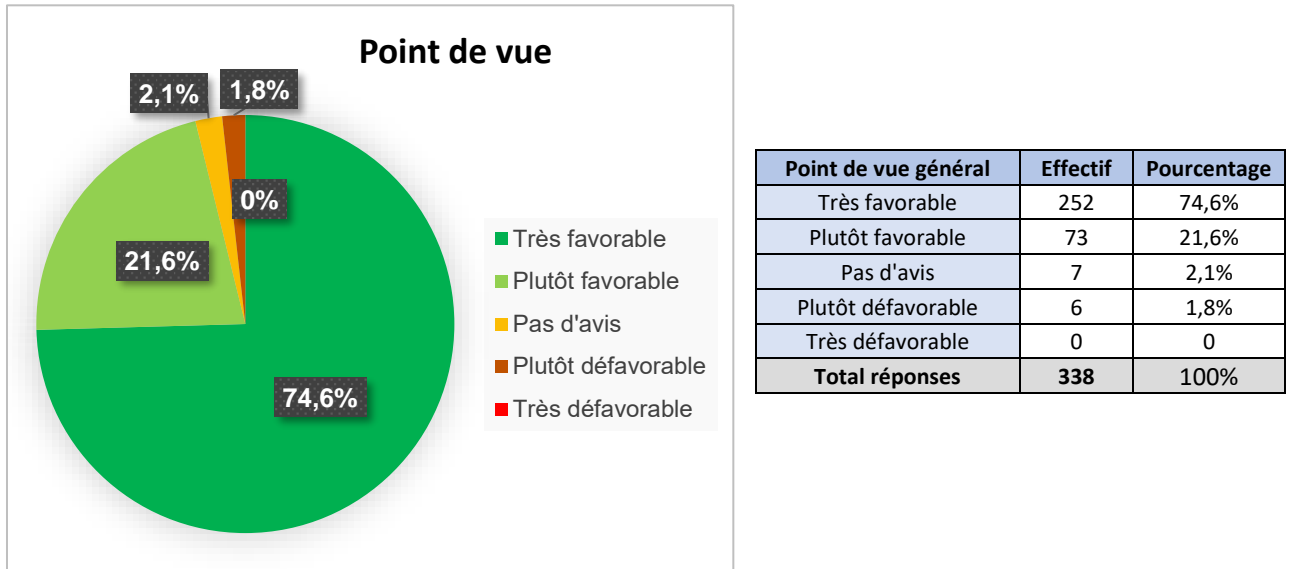 Point de vue
2,1%
1,8%
0%
21,6%
74,6%
Très favorable
Plutôt favorable
Pas d'avis
Plutôt défavorable
Très défavorable
Point de vue général Effectif Pourcentage
Très favorable 252 74,6%
Plutôt favorable 73 21,6%
Pas d'avis 7 2,1%
Plutôt défavorable 6 1,8%
Très défavorable 0 0
Total réponses 338 100%